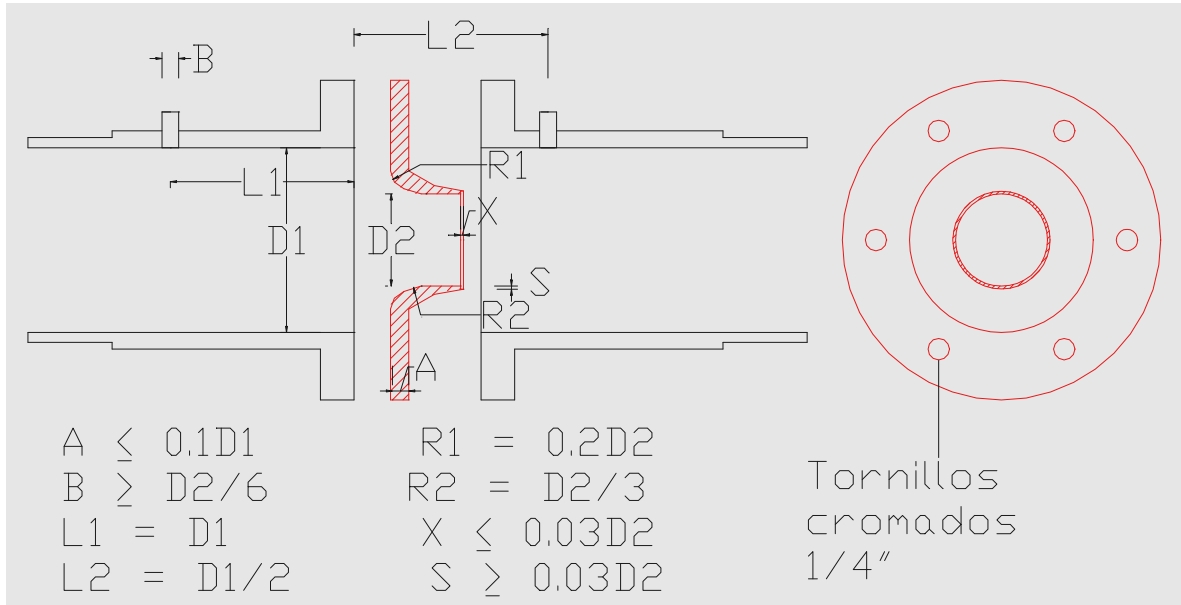 L2
B
R1
L1
X
D1
D2
S
R2
A
A ≤ 0.1D1
B ≥ D2/6
L1 = D1
L2 = D1/2
R1 = 0.2D2
R2 = D2/3
X ≤ 0.03D2
S ≥ 0.03D2
Tornillos
cromados
1/4"